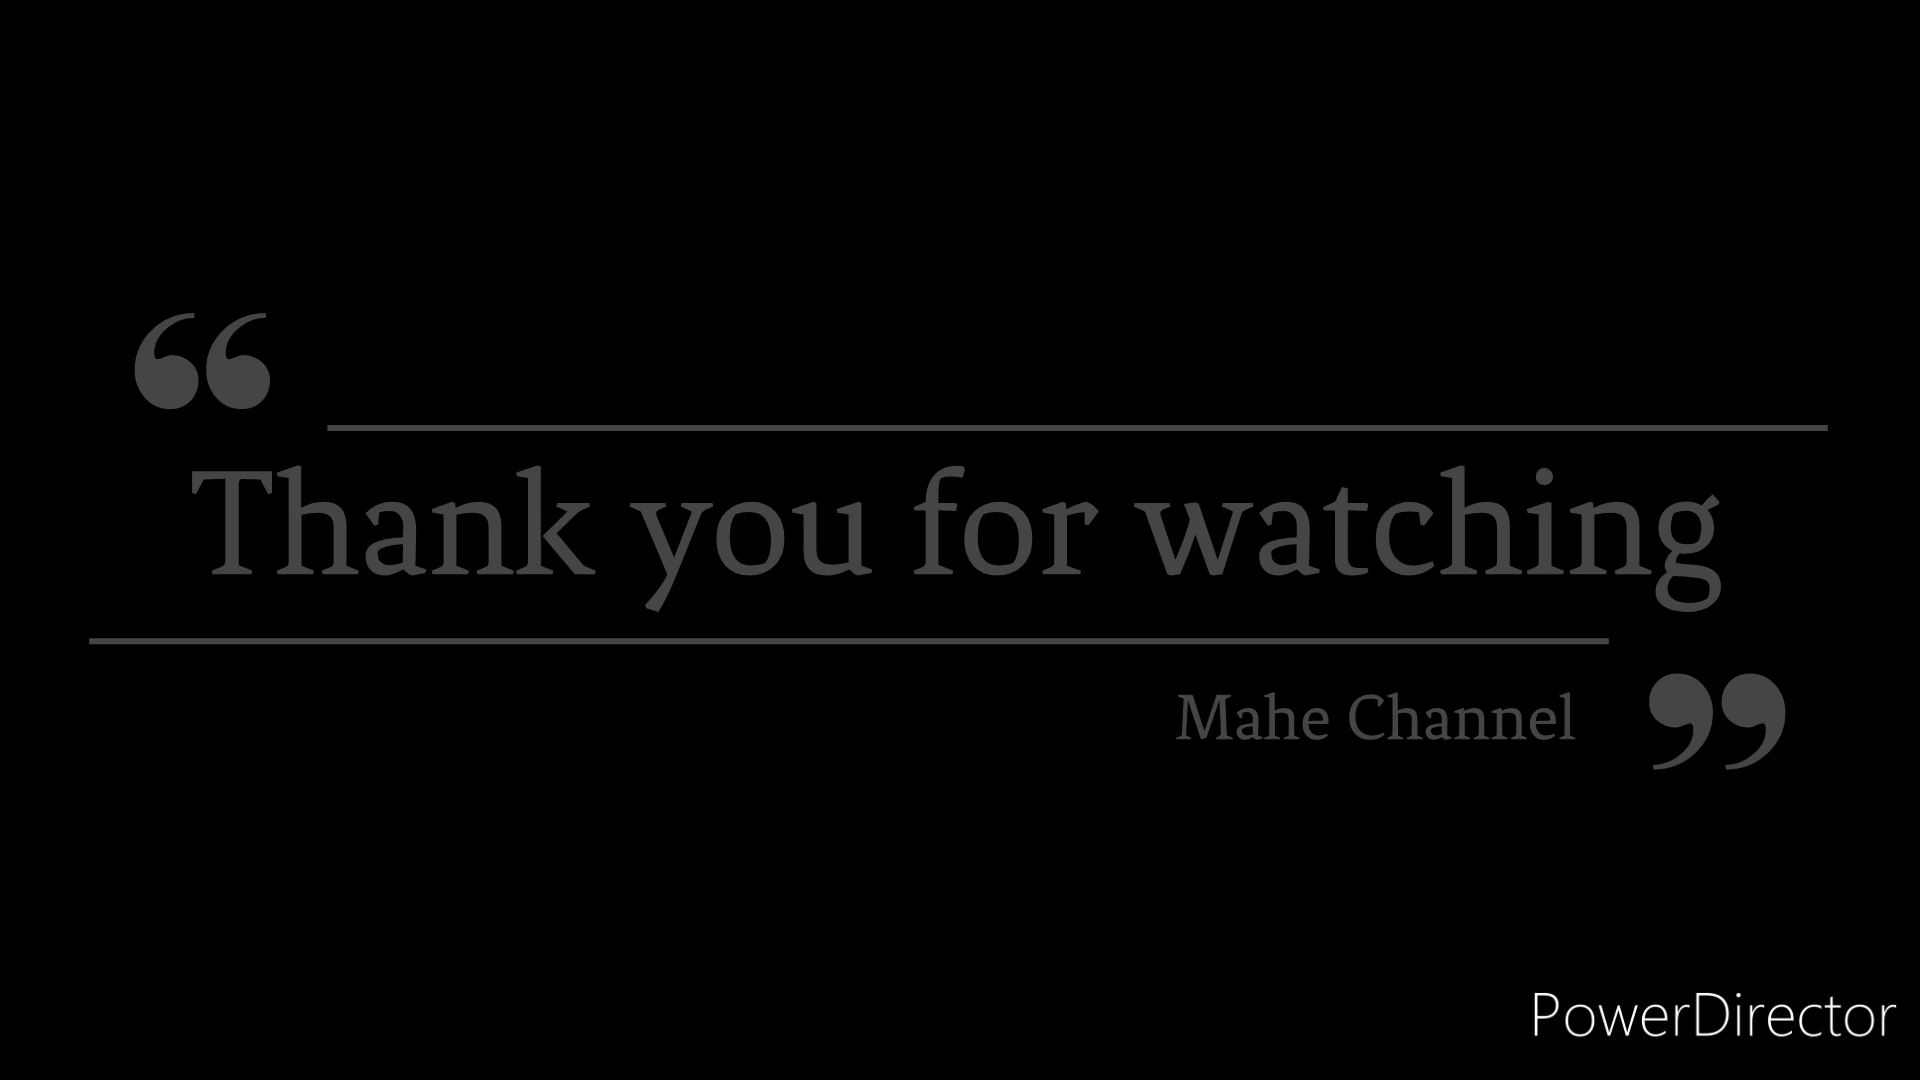 “
Thank you for watching
Mahe Channel
”
PowerDirector